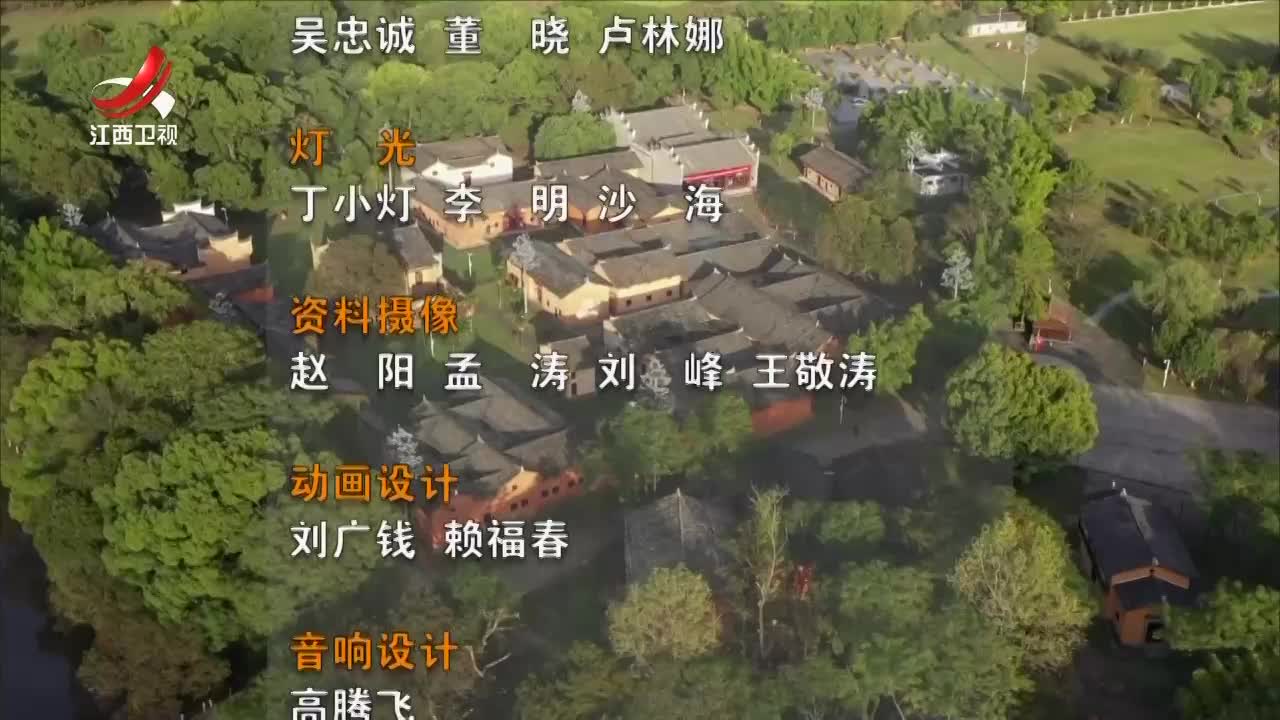 吴忠诚 董　晓 卢林娜
江西卫视
灯　光
丁小灯 李　明 沙　海
资料摄像
赵　阳 孟　涛 刘　峰 王敬涛
动画设计
刘广钱 赖福春
音响设计
高腾飞